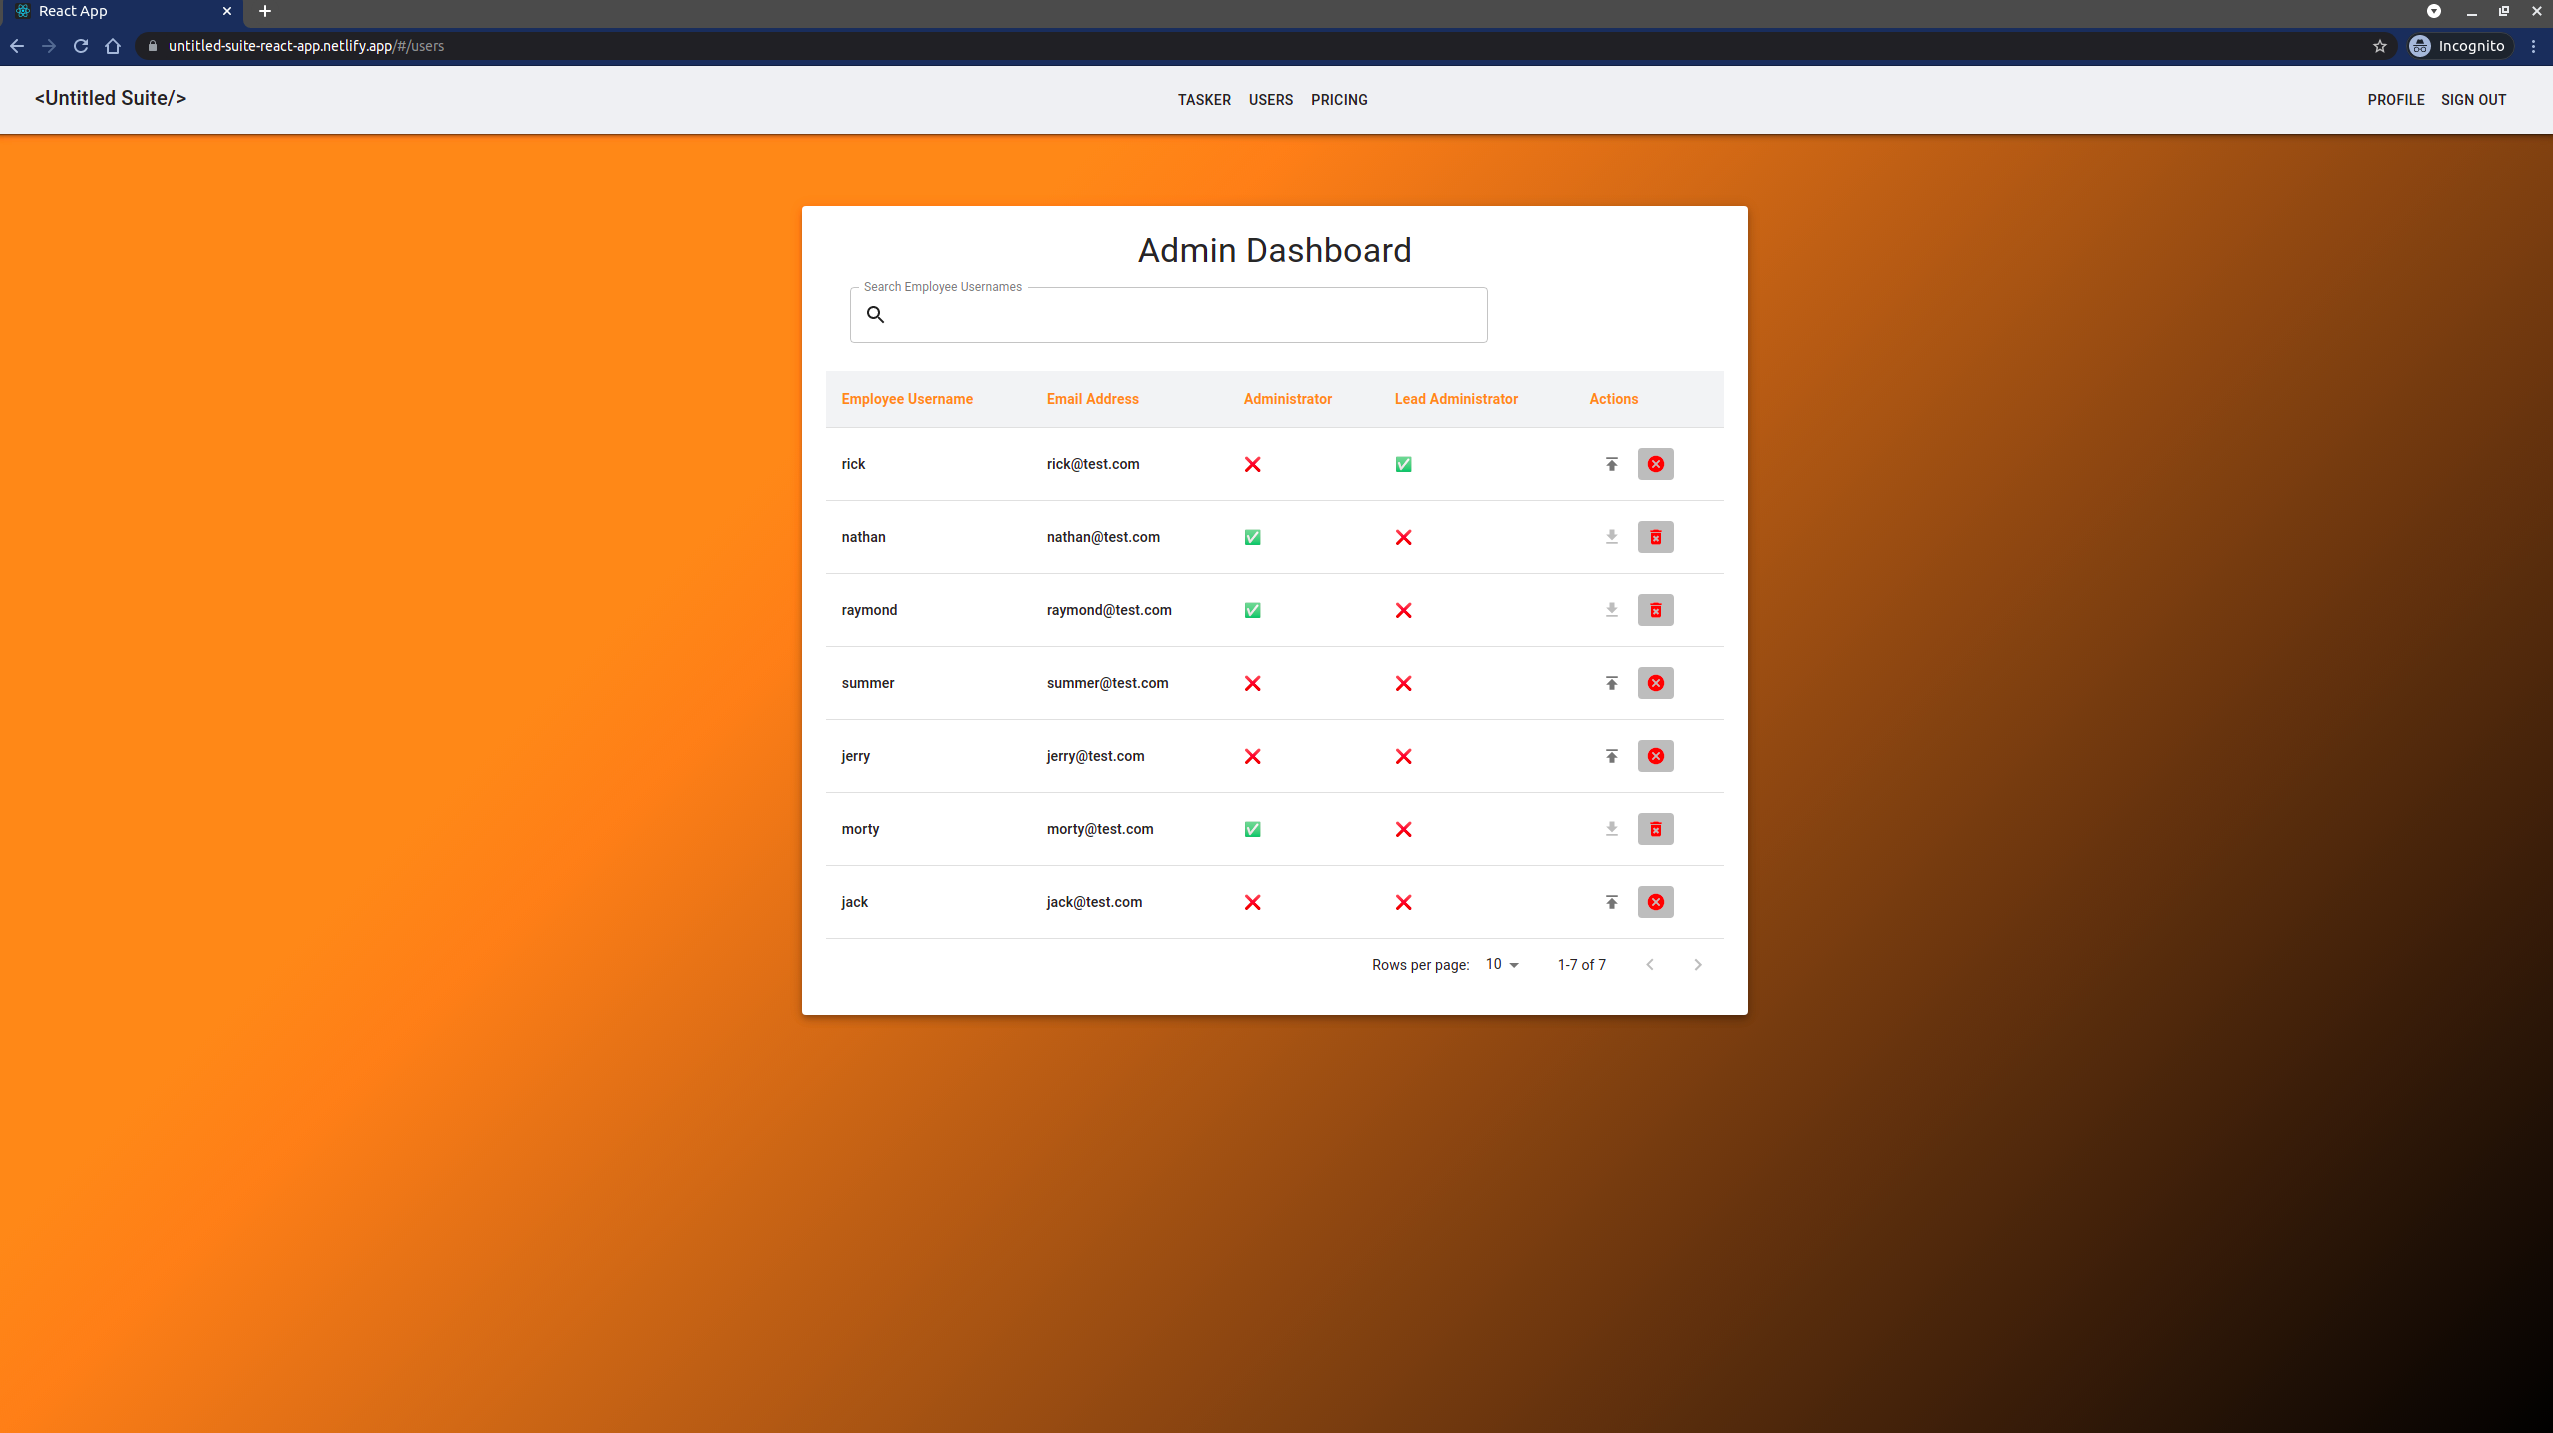 React App
untitled-suite-react-app.netlify.app/#/users
Incognito
<Untitled Suite/>
TASKER USERS PRICING
PROFILE SIGN OUT
Admin Dashboard
Search Employee Usernames
Employee Username Email Address Administrator Lead Administrator Actions
rick rick@test.com ❌ ✅
nathan nathan@test.com ✅ ❌
raymond raymond@test.com ✅ ❌
summer summer@test.com ❌ ❌
jerry jerry@test.com ❌ ❌
morty morty@test.com ✅ ❌
jack jack@test.com ❌ ❌
Rows per page: 10 1-7 of 7